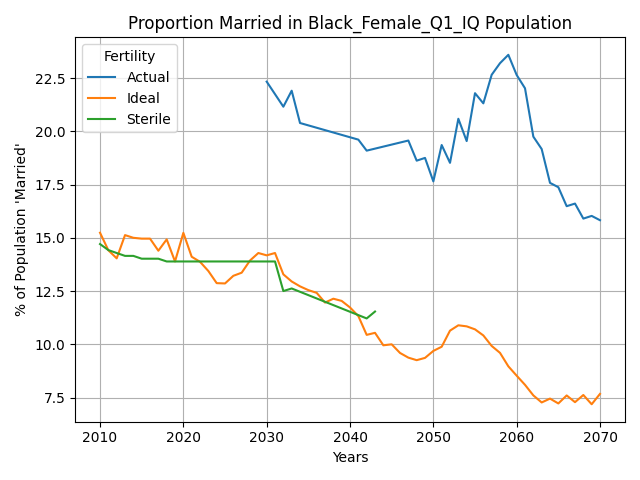 Proportion Married in Black_Female_Q1_IQ Population
Fertility
Actual
Ideal
Sterile
% of Population 'Married'
22.5
20.0
17.5
15.0
12.5
10.0
7.5
2010 2020 2030 2040 2050 2060 2070
Years